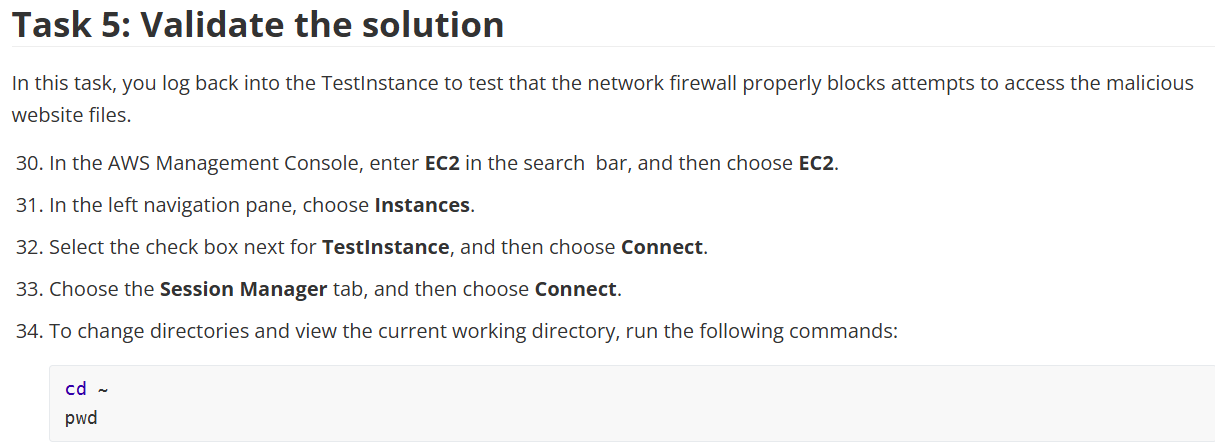 Task 5: Validate the solution
In this task, you log back into the TestInstance to test that the network firewall properly blocks attempts to access the malicious
website files.
30. In the AWS Management Console, enter EC2 in the search  bar, and then choose EC2.
31. In the left navigation pane, choose Instances.
32. Select the check box next for TestInstance, and then choose Connect.
33. Choose the Session Manager tab, and then choose Connect.
34. To change directories and view the current working directory, run the following commands:
cd ~
pwd